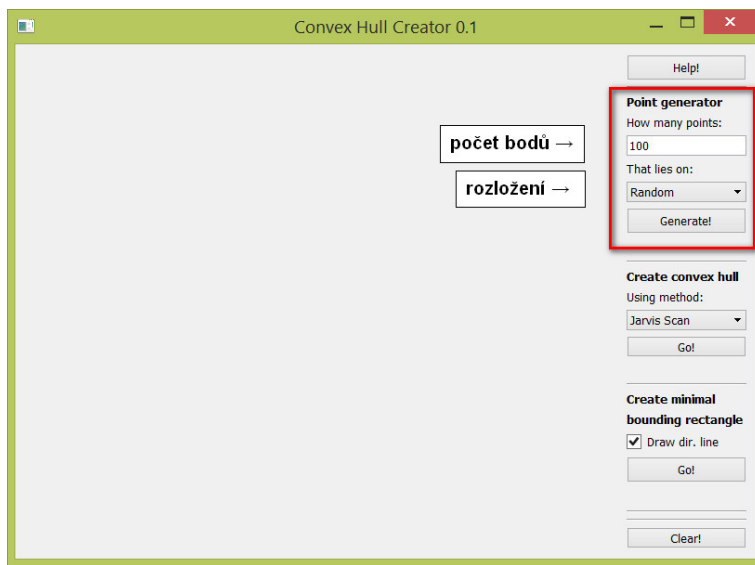 Convex Hull Creator 0.1
Help!
Point generator
How many points:
počet bodů →
100
That lies on:
rozložení →
Random
Generate!
Create convex hull
Using method:
Jarvis Scan
Go!
Create minimal
bounding rectangle
Draw dir. line
Go!
Clear!